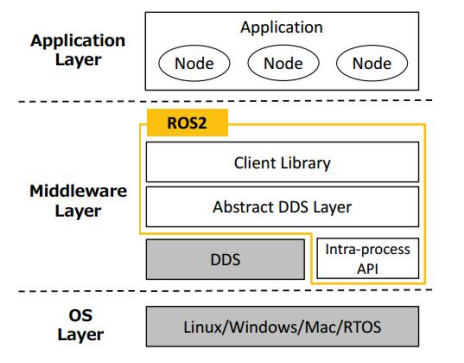 Application
Layer
Application
Node
Node
Node
ROS2
Middleware
Layer
Client Library
Abstract DDS Layer
DDS
Intra-process
API
OS
Layer
Linux/Windows/Mac/RTOS